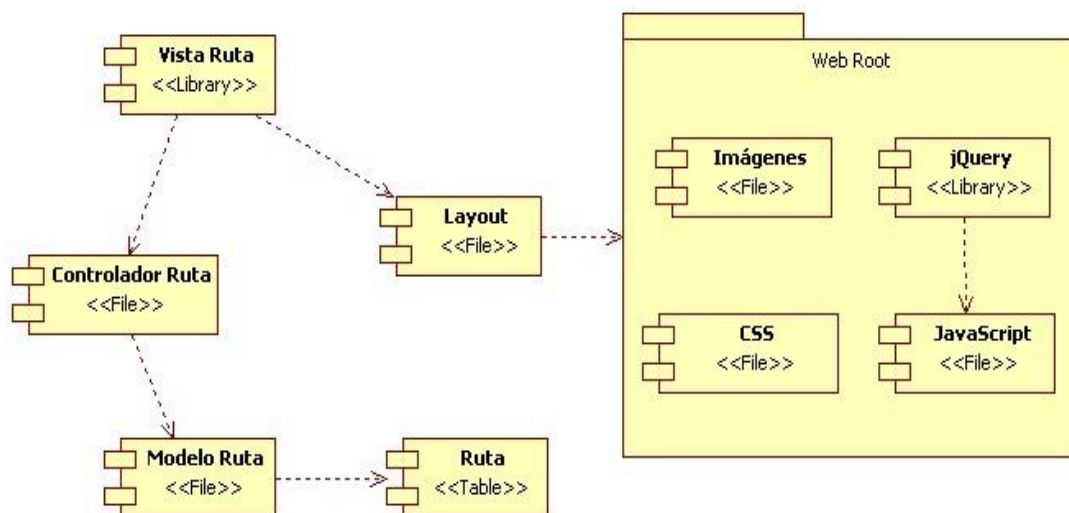 Vista Ruta
<<Library>>
Web Root
Imágenes
<<File>>
jQuery
<<Library>>
Layout
<<File>>
Controlador Ruta
<<File>>
CSS
<<File>>
JavaScript
<<File>>
Modelo Ruta
<<File>>
Ruta
<<Table>>